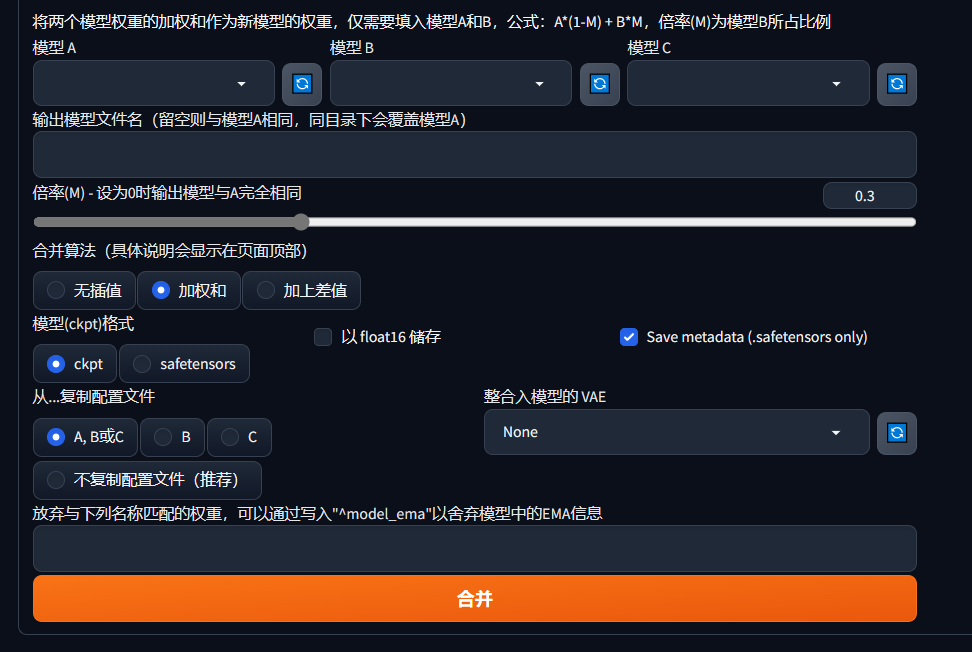 将两个模型权重的加权和作为新模型的权重，仅需要填入模型A和B，公式：A*(1-M) + B*M，倍率(M)为模型B所占比例
模型 A 模型 B 模型 C
输出模型文件名（留空则与模型A相同，同目录下会覆盖模型A）
倍率(M) - 设为0时输出模型与A完全相同 0.3
合并算法（具体说明会显示在页面顶部）
无插值 加权和 加上差值
模型(ckpt)格式
以 float16 储存 Save metadata (.safetensors only)
ckpt safetensors
从...复制配置文件 整合入模型的 VAE
A, B或C B C None
不复制配置文件（推荐）
放弃与下列名称匹配的权重，可以通过写入"^model_ema"以舍弃模型中的EMA信息
合并